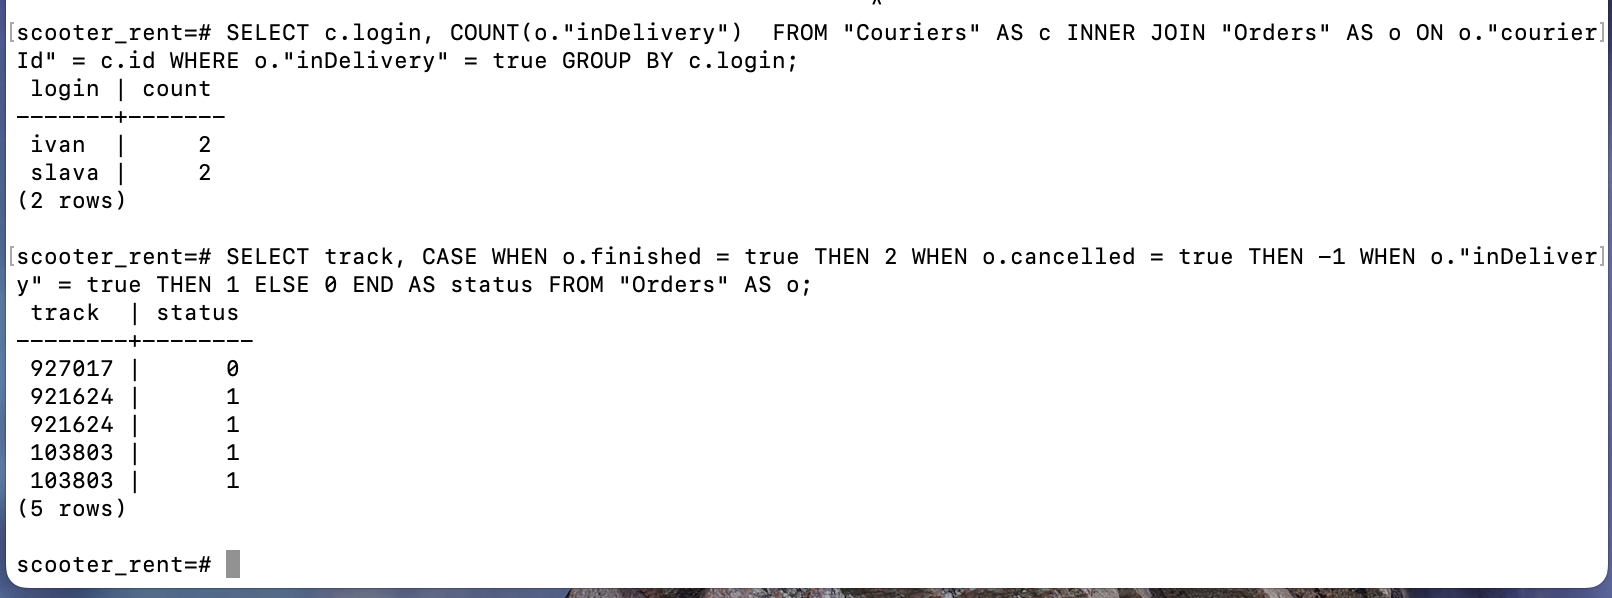 [scooter_rent=# SELECT c.login, COUNT(o."inDelivery")  FROM "Couriers" AS c INNER JOIN "Orders" AS o ON o."courier]
Id" = c.id WHERE o."inDelivery" = true GROUP BY c.login;
 login | count
-------+-------
 ivan  |     2
 slava |     2
(2 rows)
[scooter_rent=# SELECT track, CASE WHEN o.finished = true THEN 2 WHEN o.cancelled = true THEN -1 WHEN o."inDeliver]
y" = true THEN 1 ELSE 0 END AS status FROM "Orders" AS o;
 track  | status
--------+--------
 927017 |      0
 921624 |      1
 921624 |      1
 103803 |      1
 103803 |      1
(5 rows)
scooter_rent=#